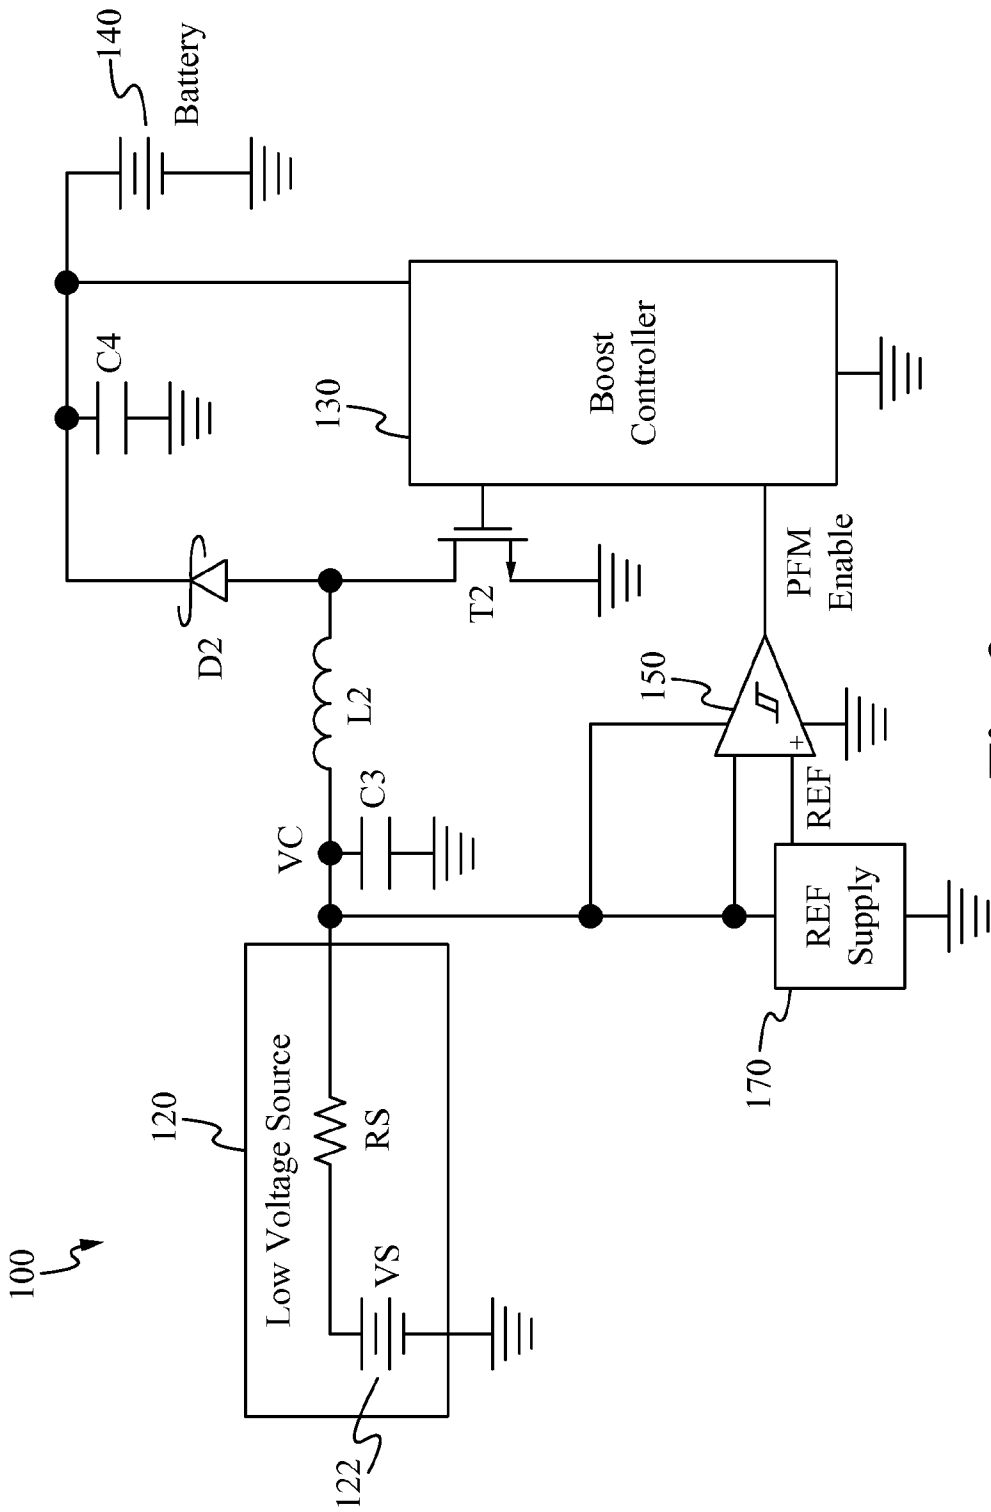 100
120
Low Voltage Source
122
VS
RS
VC
C3
L2
D2
C4
140
Battery
T2
130
Boost
Controller
PFM
Enable
150
+
REF
REF
Supply
170